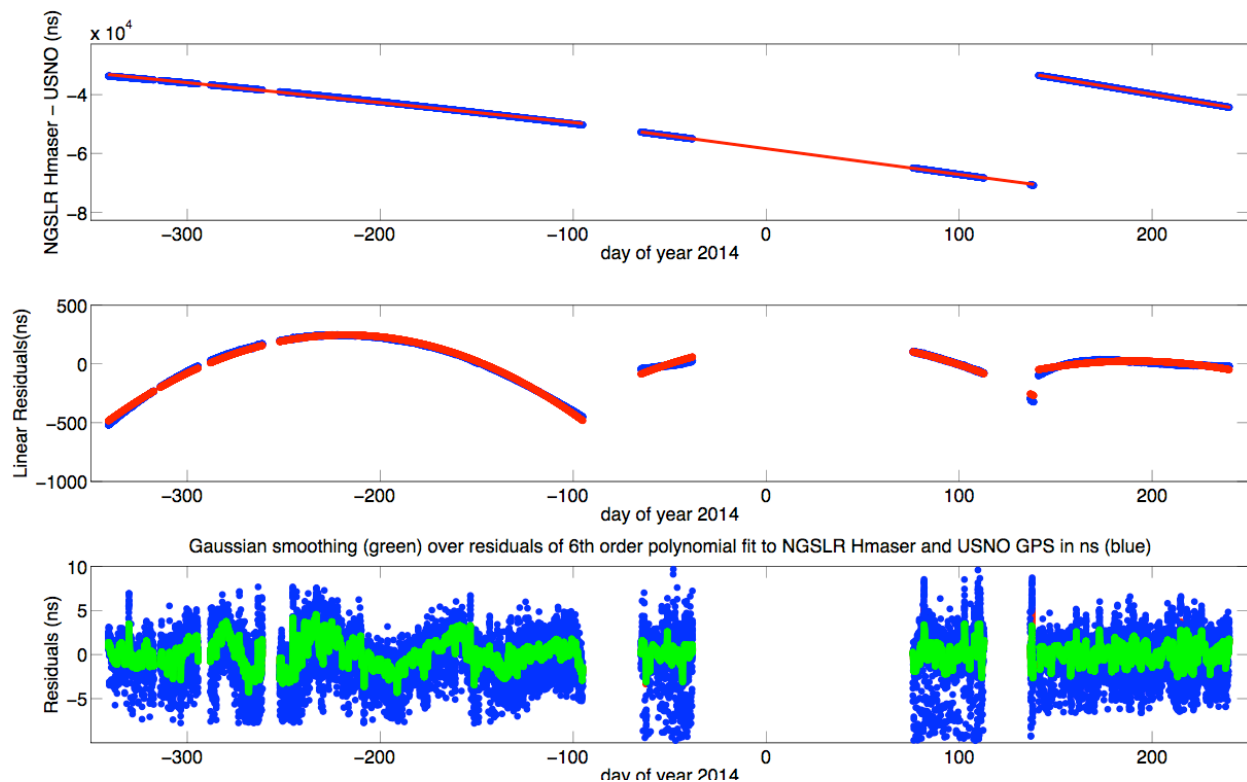 NGSLR Hmaser − USNO (ns)
x 10⁴
−4
−6
−8
−300 −200 −100 0 100 200
day of year 2014
Linear Residuals(ns)
500
0
−500
−1000
−300 −200 −100 0 100 200
day of year 2014
Gaussian smoothing (green) over residuals of 6th order polynomial fit to NGSLR Hmaser and USNO GPS in ns (blue)
Residuals (ns)
10
5
0
−5
−300 −200 −100 0 100 200
day of year 2014